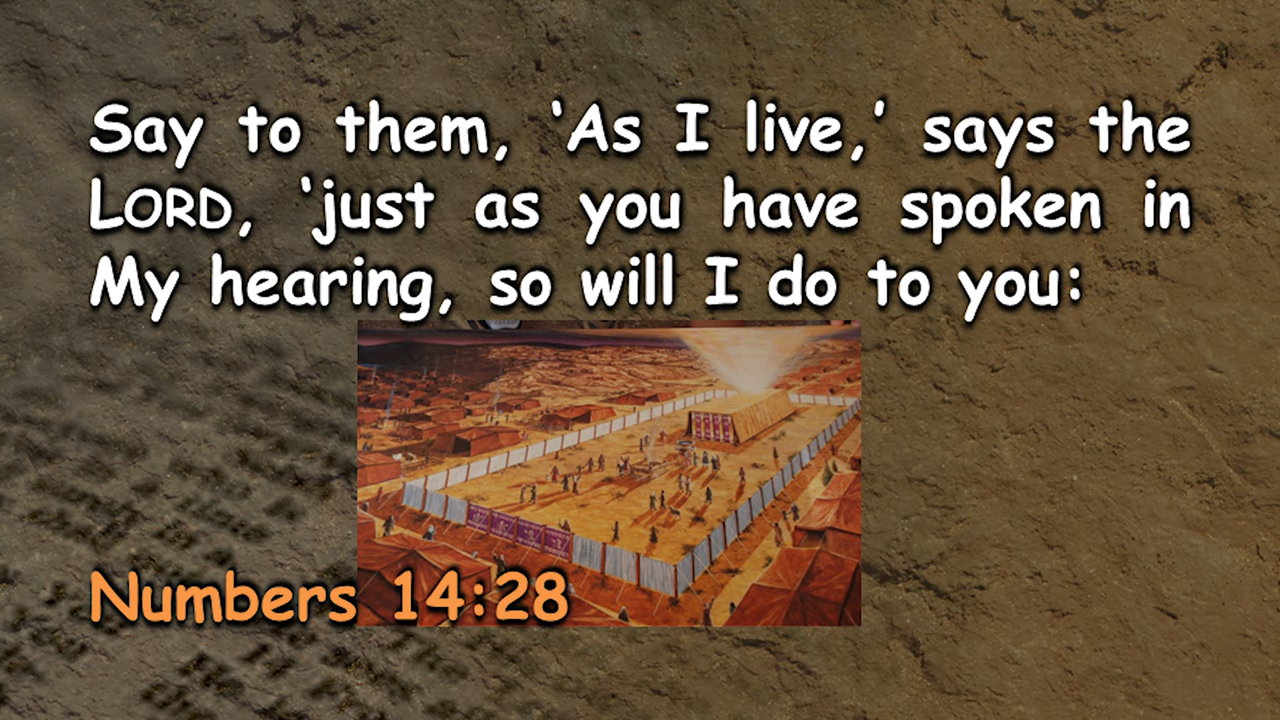 Say to them, ‘As I live,’ says the
LORD, ‘just as you have spoken in
My hearing, so will I do to you:
Numbers 14:28